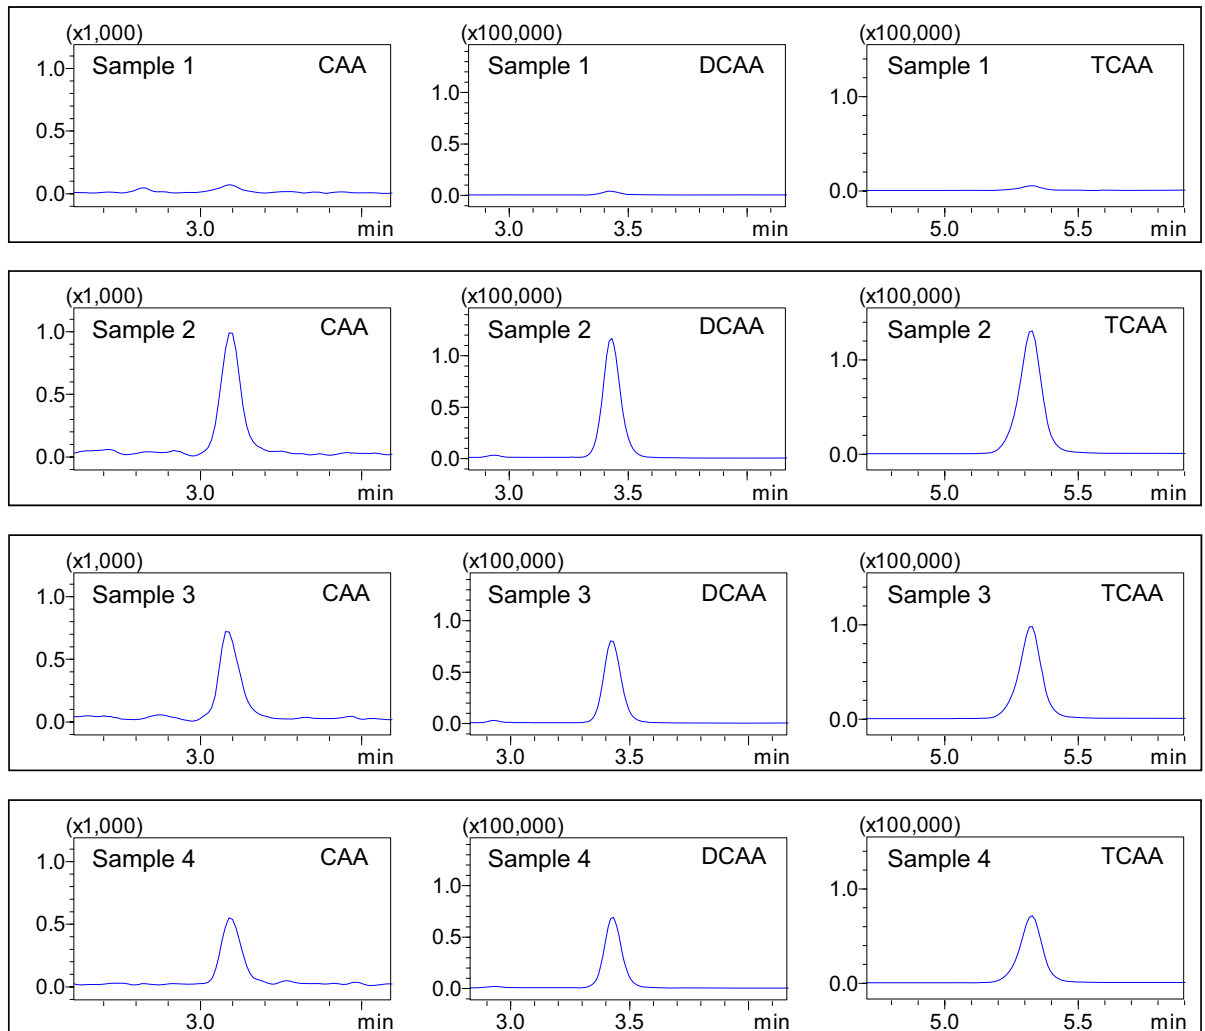 (x1,000) (x100,000) (x100,000)
Sample 1 CAA Sample 1 DCAA Sample 1 TCAA
1.0 1.0 1.0
0.5 0.5
0.0 0.0 0.0
3.0 min 3.0 3.5 min 5.0 5.5 min
(x1,000) (x100,000) (x100,000)
Sample 2 CAA Sample 2 DCAA Sample 2 TCAA
1.0 1.0 1.0
0.5 0.5
0.0 0.0 0.0
3.0 min 3.0 3.5 min 5.0 5.5 min
(x1,000) (x100,000) (x100,000)
Sample 3 CAA Sample 3 DCAA Sample 3 TCAA
1.0 1.0 1.0
0.5 0.5
0.0 0.0 0.0
3.0 min 3.0 3.5 min 5.0 5.5 min
(x1,000) (x100,000) (x100,000)
Sample 4 CAA Sample 4 DCAA Sample 4 TCAA
1.0 1.0 1.0
0.5 0.5
0.0 0.0 0.0
3.0 min 3.0 3.5 min 5.0 5.5 min